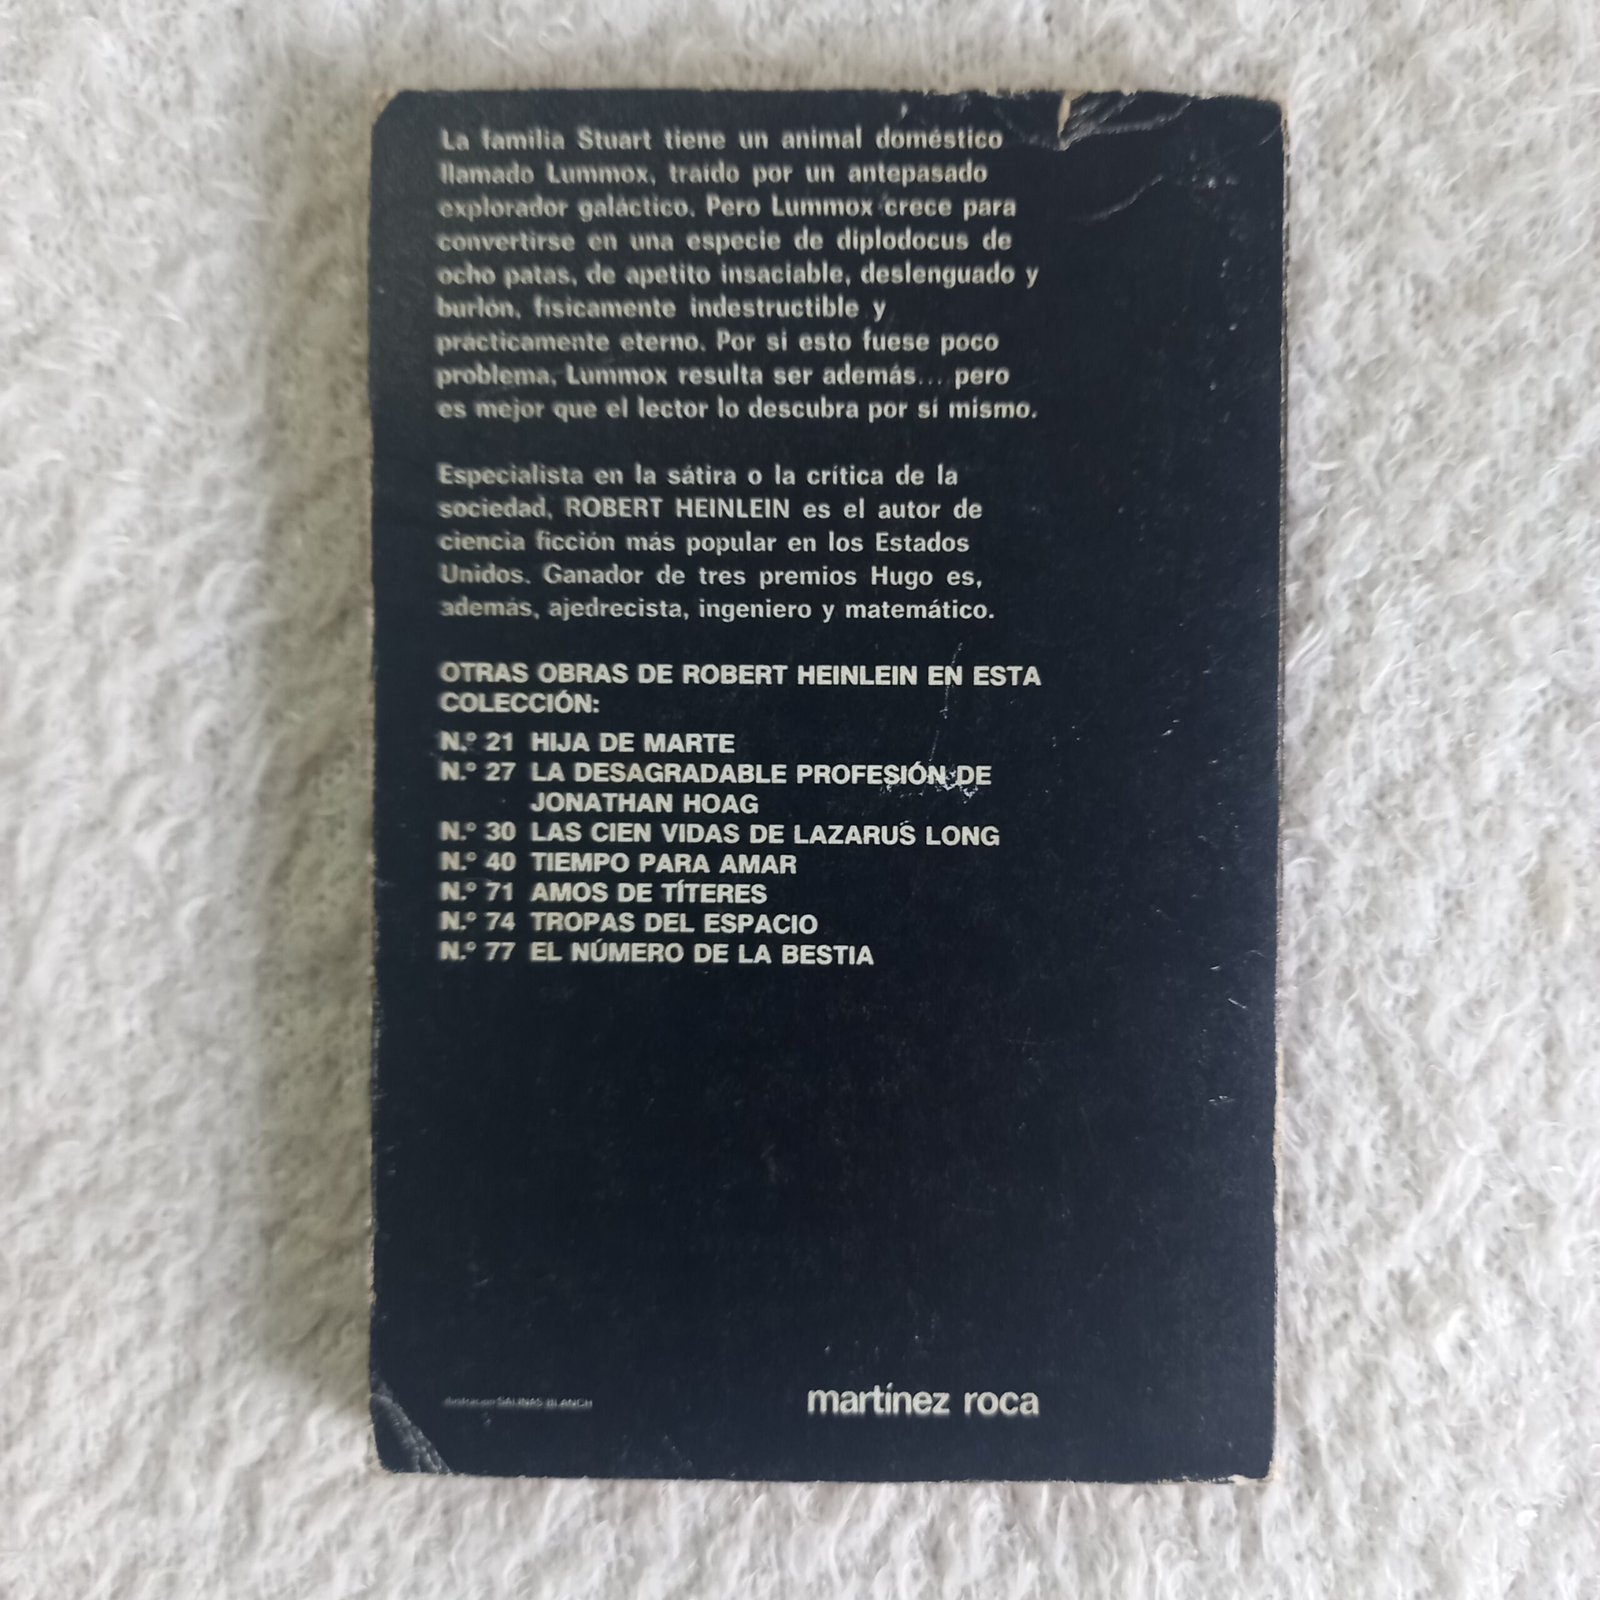 La familia Stuart tiene un animal doméstico
llamado Lummox, traído por un antepasado
explorador galáctico. Pero Lummox crece para
convertirse en una especie de diplodocus de
ocho patas, de apetito insaciable, deslenguado y
burlón, físicamente indestructible y
prácticamente eterno. Por si esto fuese poco
problema, Lummox resulta ser además... pero
es mejor que el lector lo descubra por sí mismo.
Especialista en la sátira o la crítica de la
sociedad, ROBERT HEINLEIN es el autor de
ciencia ficción más popular en los Estados
Unidos. Ganador de tres premios Hugo es,
además, ajedrecista, ingeniero y matemático.
OTRAS OBRAS DE ROBERT HEINLEIN EN ESTA
COLECCIÓN:
N.º 21 HIJA DE MARTE
N.º 27 LA DESAGRADABLE PROFESIÓN DE
JONATHAN HOAG
N.º 30 LAS CIEN VIDAS DE LAZARUS LONG
N.º 40 TIEMPO PARA AMAR
N.º 71 AMOS DE TÍTERES
N.º 74 TROPAS DEL ESPACIO
N.º 77 EL NÚMERO DE LA BESTIA
ilustración SALINAS BLANCH
martínez roca